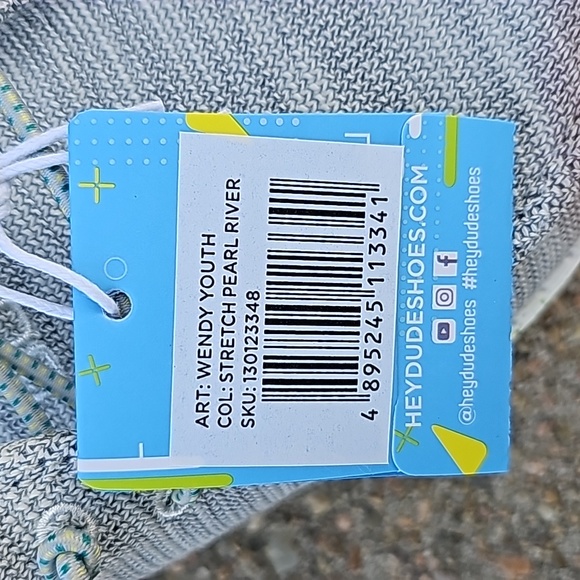 ART: WENDY YOUTH
COL: STRETCH PEARL RIVER
SKU: 130123348
4 895245 113341
HEYDUDESHOES.COM
@heydudeshoes #heydudeshoes